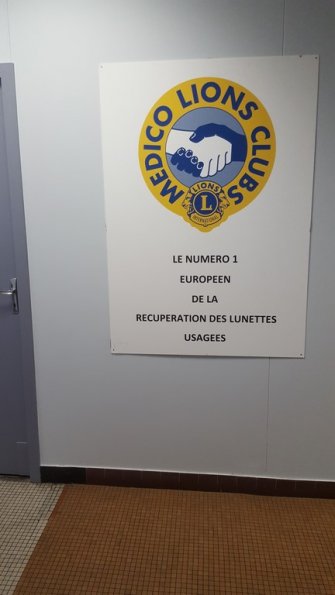 MEDICO LIONS CLUBS
LIONS
L
INTERNATIONAL
LE NUMERO 1
EUROPEEN
DE LA
RECUPERATION DES LUNETTES
USAGEES